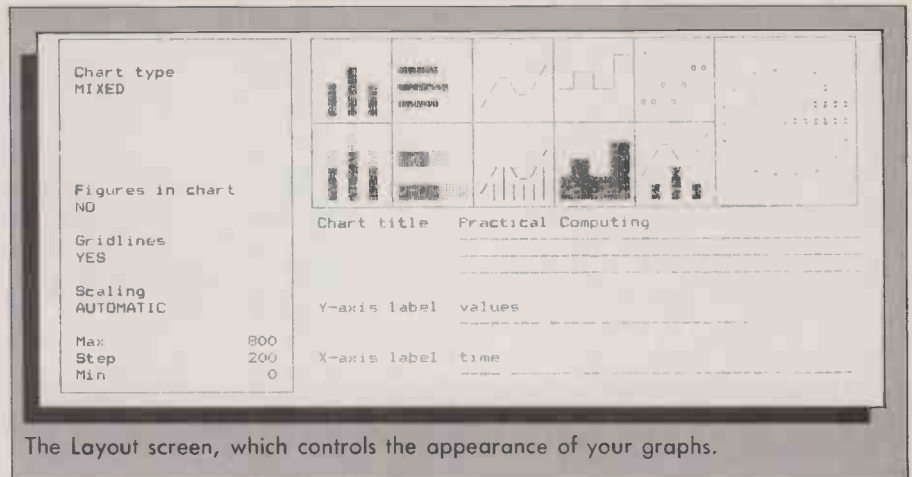 Chart type
MIXED
Figures in chart
NO
Gridlines
YES
Scaling
AUTOMATIC
Max 800
Step 200
Min 0
Chart title Practical Computing
Y-axis label values
X-axis label time
The Layout screen, which controls the appearance of your graphs.